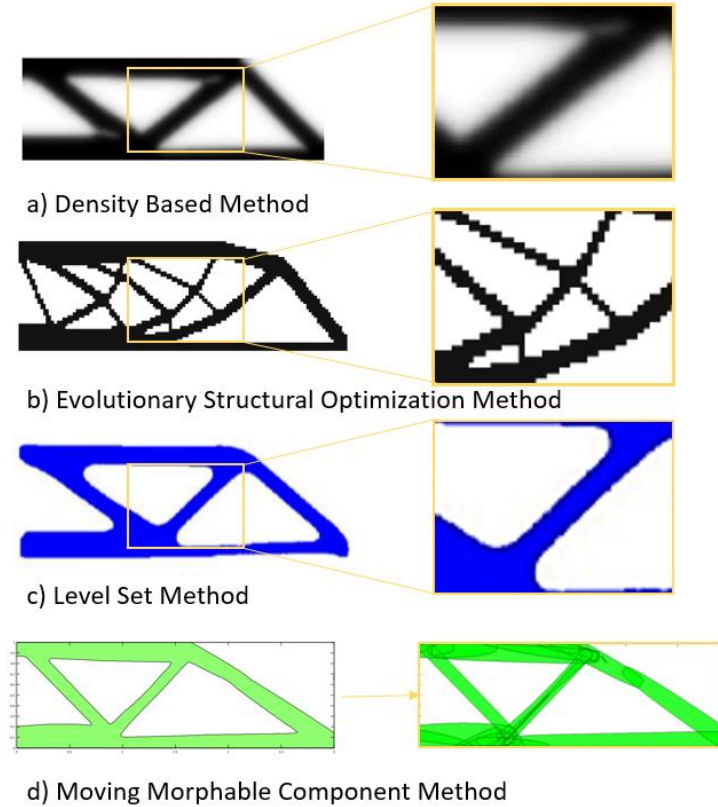 a) Density Based Method
b) Evolutionary Structural Optimization Method
c) Level Set Method
d) Moving Morphable Component Method